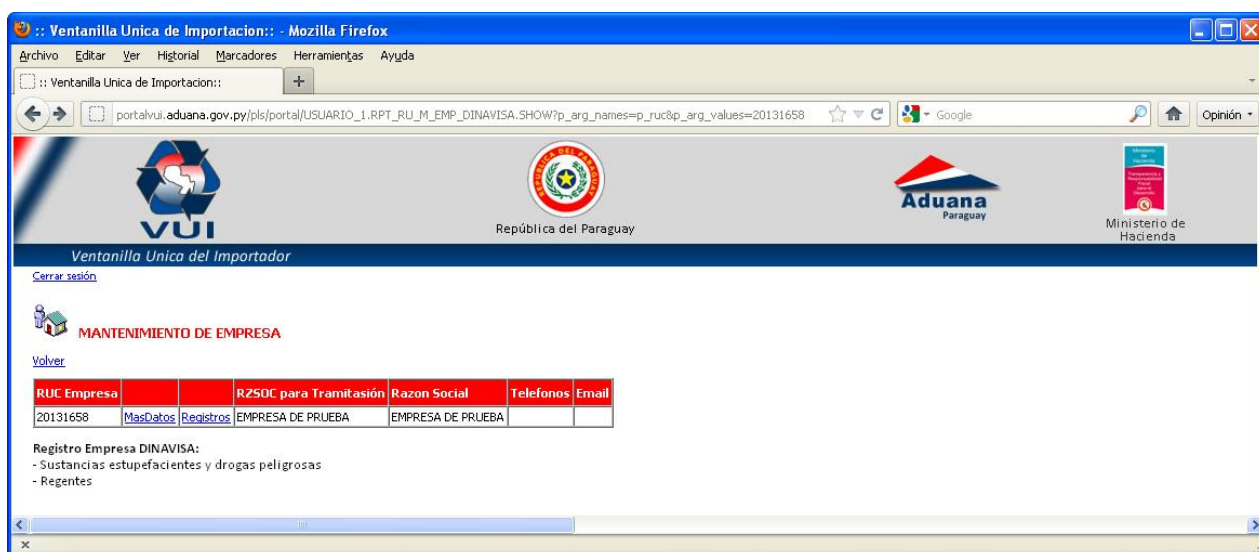 :: Ventanilla Unica de Importacion:: - Mozilla Firefox
Archivo Editar Ver Historial Marcadores Herramientas Ayuda
:: Ventanilla Unica de Importacion:: +
portalvui.aduana.gov.py/pls/portal/USUARIO_1.RPT_RU_M_EMP_DINAVISA.SHOW?p_arg_names=p_ruc&p_arg_values=20131658 Google Opinión
REPUBLICA DEL PARAGUAY
VUI
República del Paraguay
Aduana
Paraguay
Ministerio de
Hacienda
Ventanilla Unica del Importador
Cerrar sesión
MANTENIMIENTO DE EMPRESA
Volver
RUC Empresa RZSOC para Tramitasión Razon Social Telefonos Email
20131658 MasDatos Registros EMPRESA DE PRUEBA EMPRESA DE PRUEBA
Registro Empresa DINAVISA:
- Sustancias estupefacientes y drogas peligrosas
- Regentes